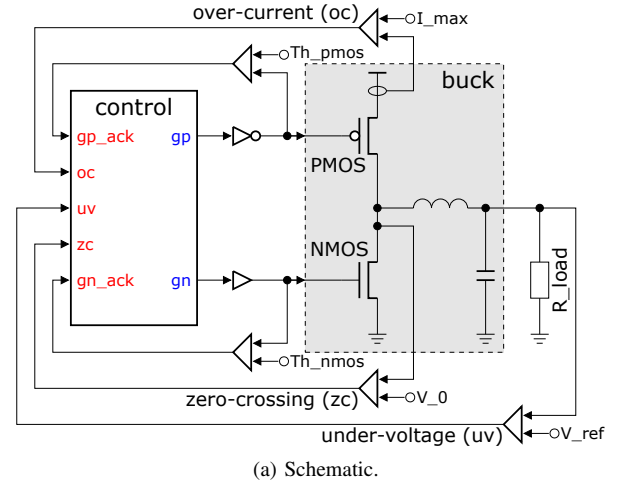 over-current (oc)
I_max
Th_pmos
buck
control
gp_ack
gp
PMOS
oc
uv
zc
NMOS
gn_ack
gn
R_load
Th_nmos
zero-crossing (zc)
V_0
under-voltage (uv)
V_ref
(a) Schematic.